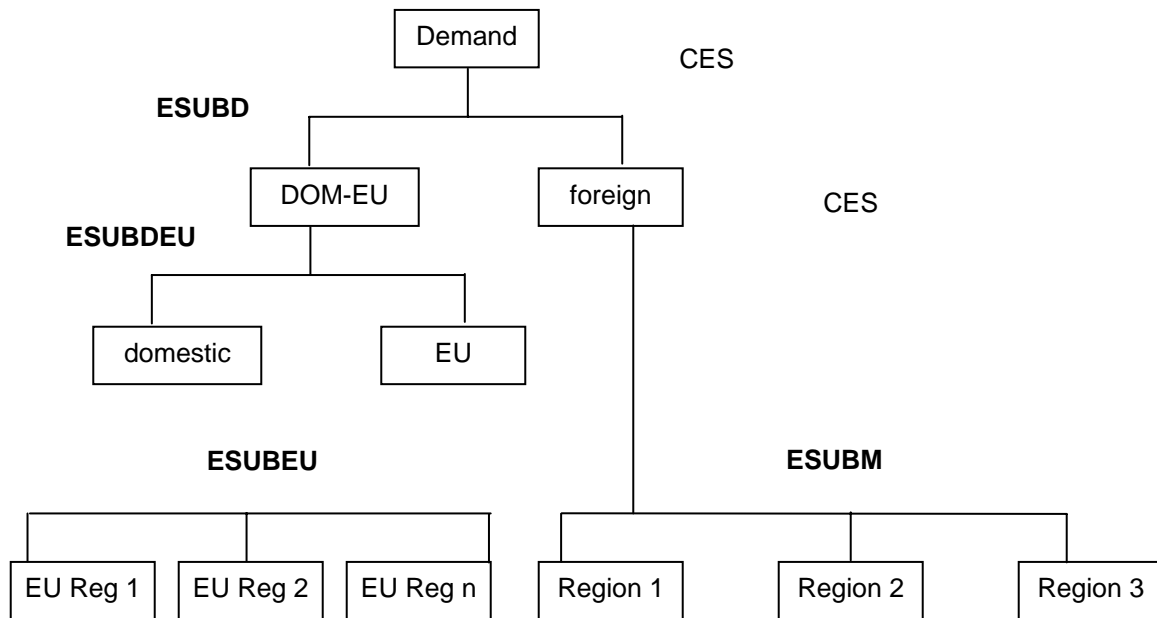 Demand
CES
ESUBD
DOM-EU
foreign
CES
ESUBDEU
domestic
EU
ESUBEU
ESUBM
EU Reg 1
EU Reg 2
EU Reg n
Region 1
Region 2
Region 3